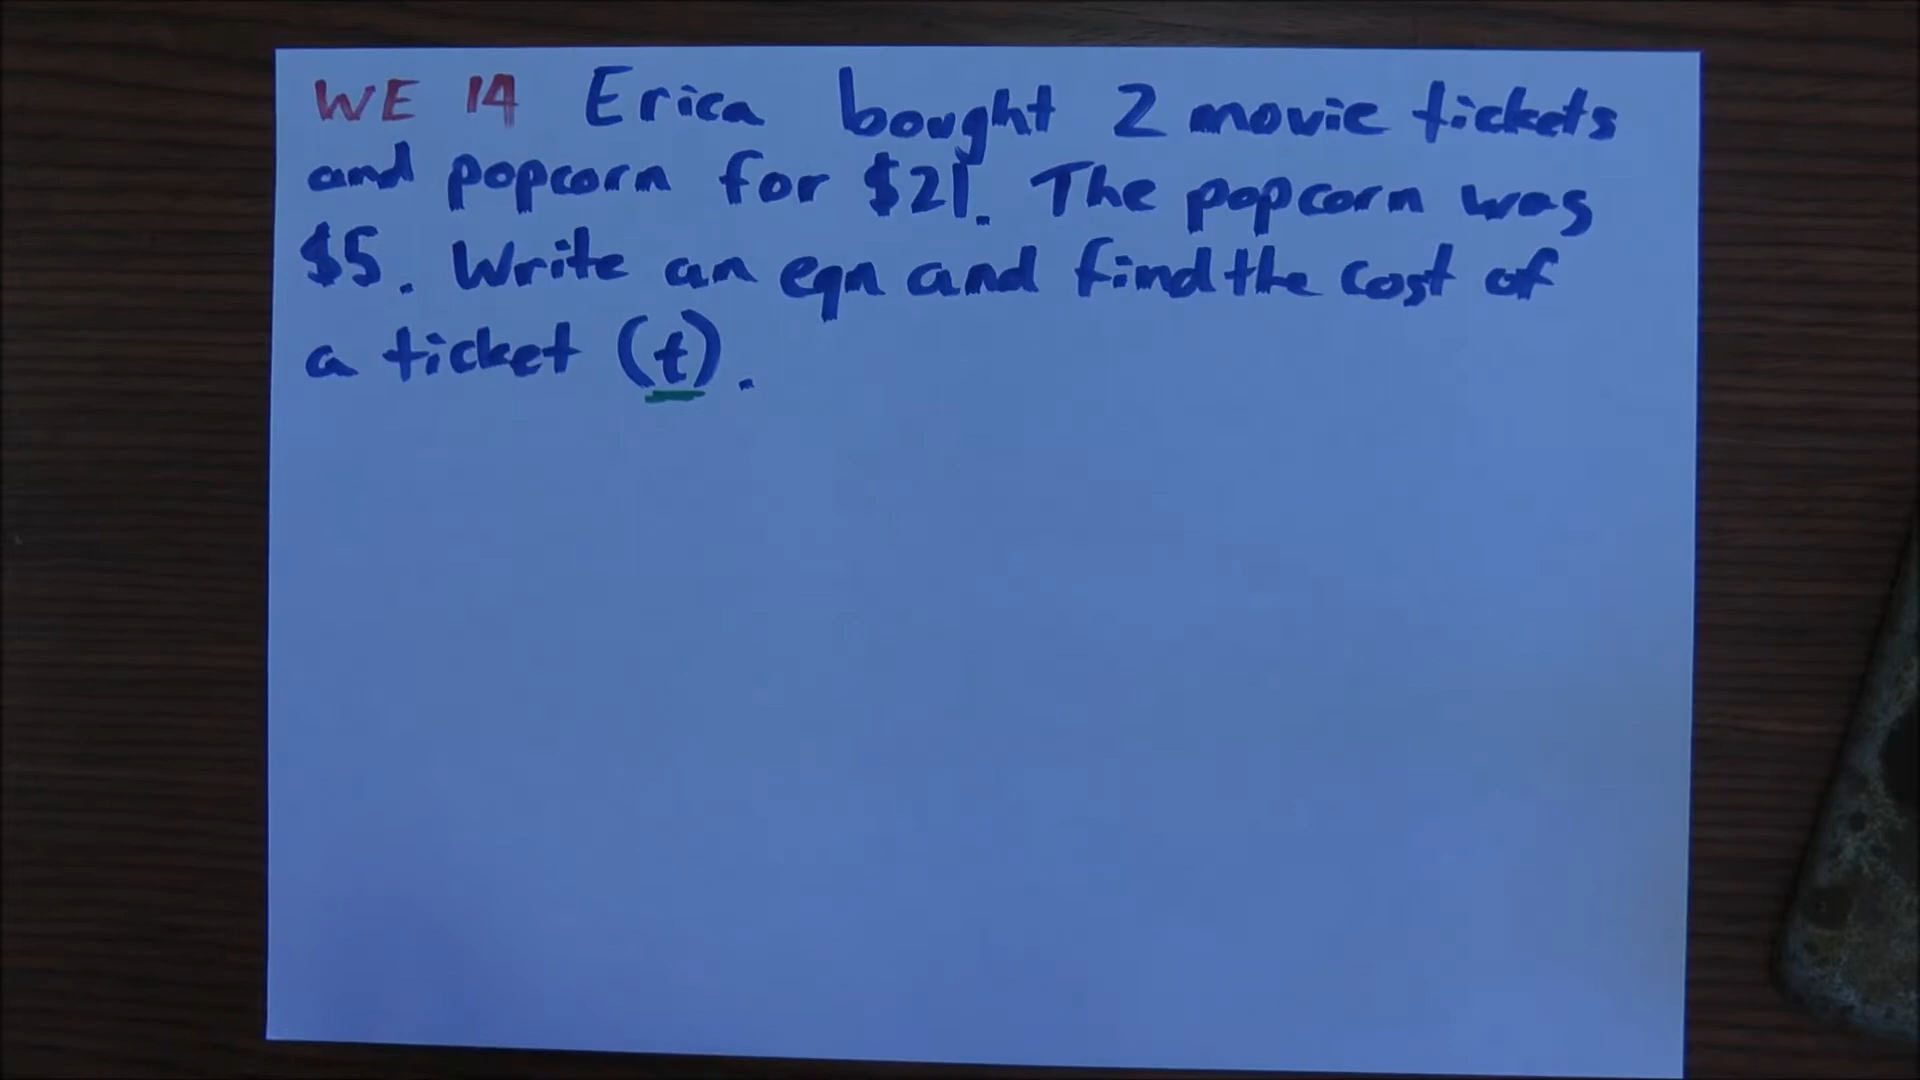 WE 14 Erica bought 2 movie tickets
and popcorn for $21. The popcorn was
$5. Write an eqn and find the cost of
a ticket (t).